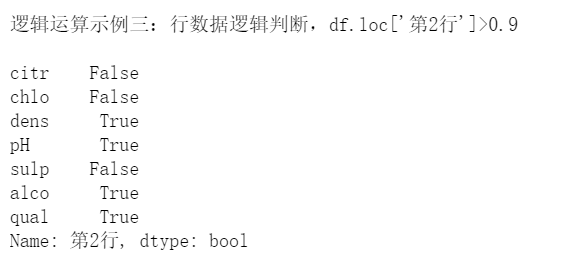 逻辑运算示例三：行数据逻辑判断，df.loc['第2行']>0.9
citr    False
chlo    False
dens     True
pH       True
sulp    False
alco     True
qual     True
Name: 第2行, dtype: bool